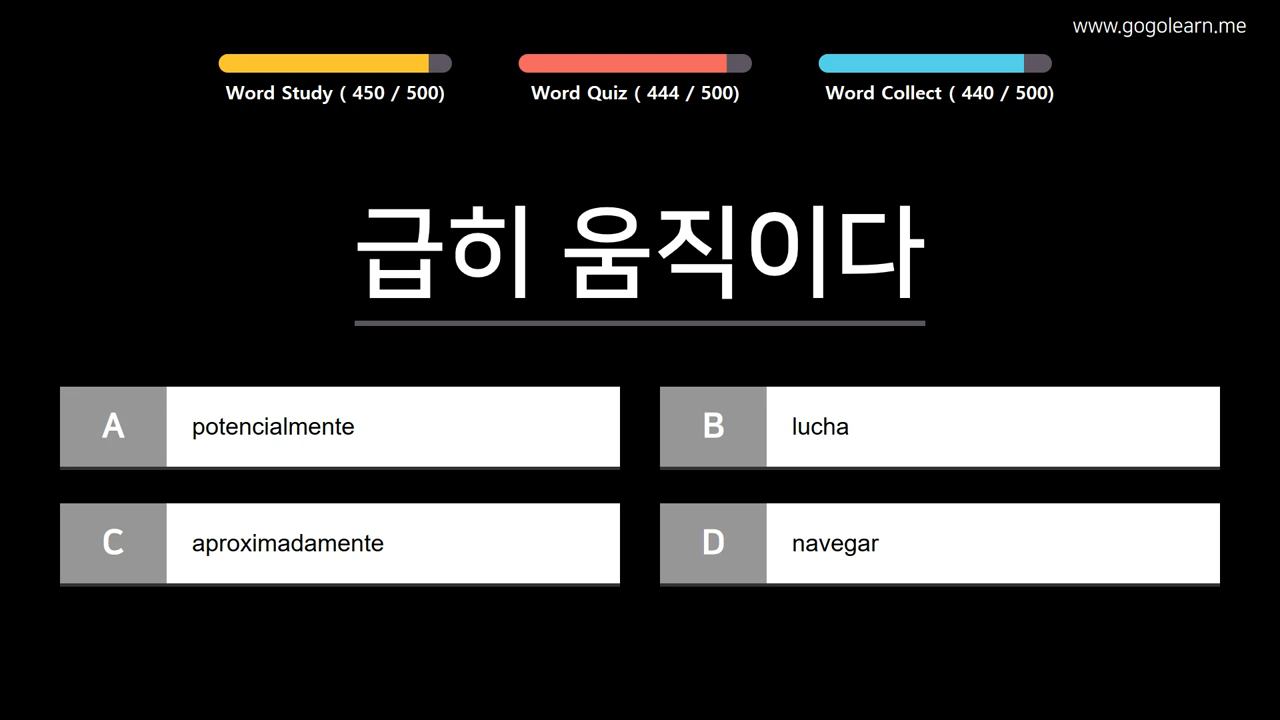 www.gogolearn.me
Word Study ( 450 / 500)
Word Quiz ( 444 / 500)
Word Collect ( 440 / 500)
급히 움직이다
A potencialmente
B lucha
C aproximadamente
D navegar